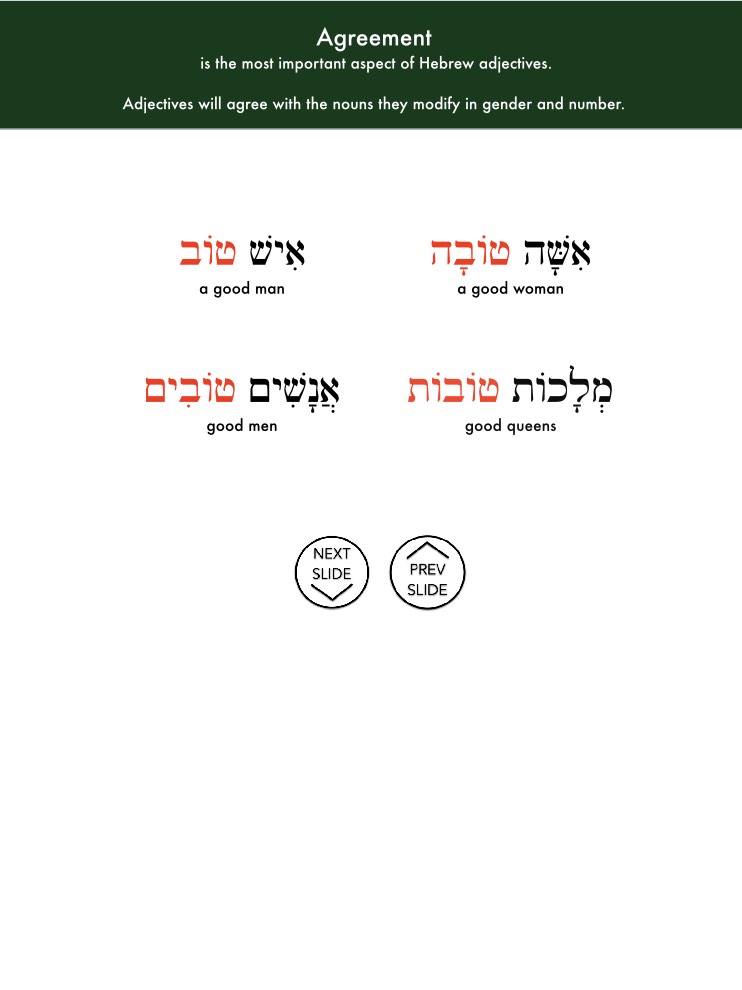 Agreement
is the most important aspect of Hebrew adjectives.
Adjectives will agree with the nouns they modify in gender and number.
אִישׁ טוֹב
a good man
אִשָּׁה טוֹבָה
a good woman
אֲנָשִׁים טוֹבִים
good men
מְלָכוֹת טוֹבוֹת
good queens
NEXT
SLIDE
PREV
SLIDE